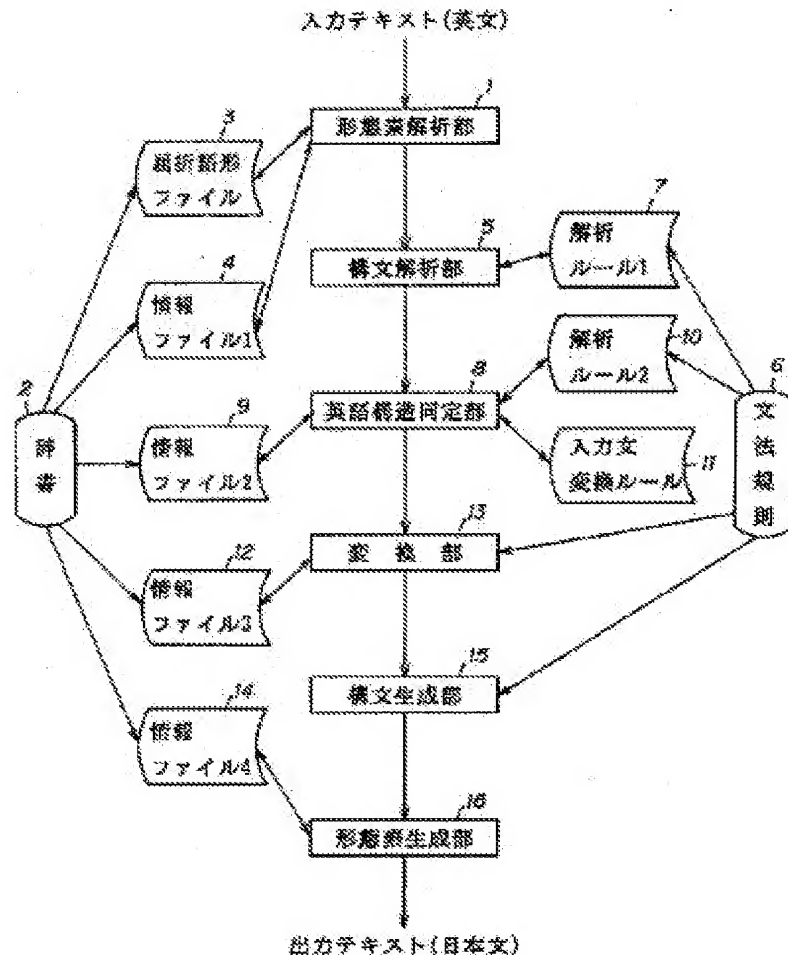 入力テキスト(英文)
1
形態素解析部
3
屈折語形
ファイル
5
構文解析部
7
解析
ルール1
4
情報
ファイル1
10
解析
ルール2
2
辞書
8
英語構造同定部
6
文法規則
9
情報
ファイル2
入力文
変換ルール
11
13
変換部
12
情報
ファイル3
15
構文生成部
14
情報
ファイル4
16
形態素生成部
出力テキスト(日本文)